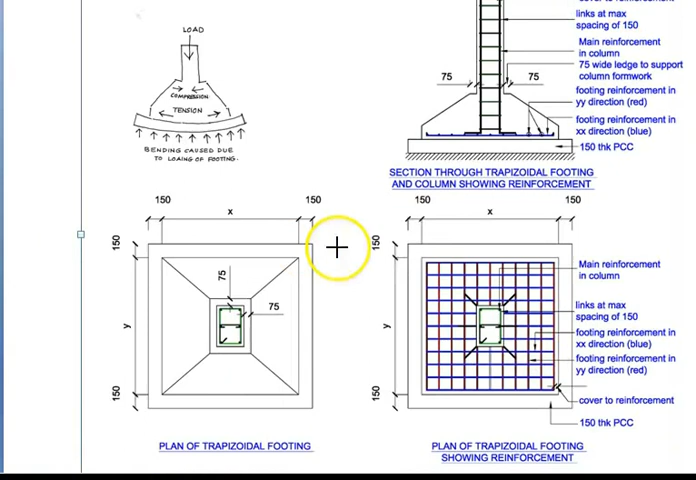 LOAD
COMPRESSION
TENSION
BENDING CAUSED DUE
TO LOAING OF FOOTING.
links at max
spacing of 150
Main reinforcement
in column
75 wide ledge to support
column formwork
75
75
footing reinforcement in
yy direction (red)
footing reinforcement in
xx direction (blue)
150 thk PCC
SECTION THROUGH TRAPIZOIDAL FOOTING
AND COLUMN SHOWING REINFORCEMENT
150
x
150
150
y
150
75
75
PLAN OF TRAPIZOIDAL FOOTING
150
x
150
150
y
150
Main reinforcement
in column
links at max
spacing of 150
footing reinforcement in
xx direction (blue)
footing reinforcement in
yy direction (red)
cover to reinforcement
150 thk PCC
PLAN OF TRAPIZOIDAL FOOTING
SHOWING REINFORCEMENT